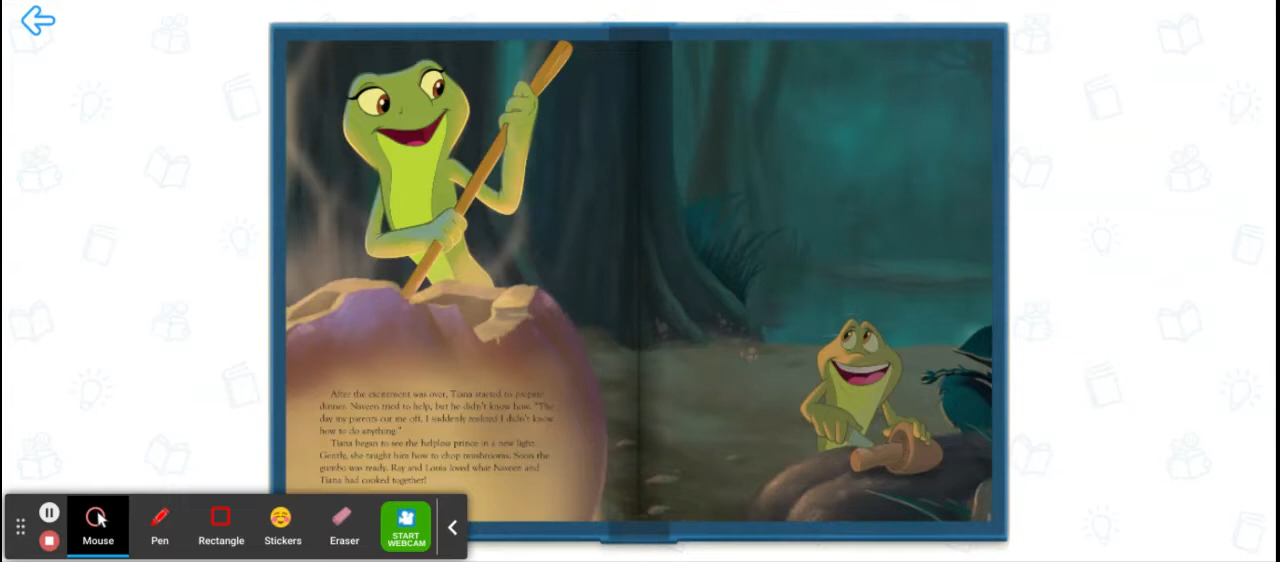 After the excitement was over, Tiana started to prepare
dinner. Naveen tried to help, but he didn't know how. "The
day my parents cut me off, I suddenly realized I didn't know
how to do anything."
Tiana began to see the helpless prince in a new light.
Gently, she taught him how to chop mushrooms. Soon the
gumbo was ready. Ray and Louis loved what Naveen and
Tiana had cooked together!
Mouse
Pen
Rectangle
Stickers
Eraser
START
WEBCAM